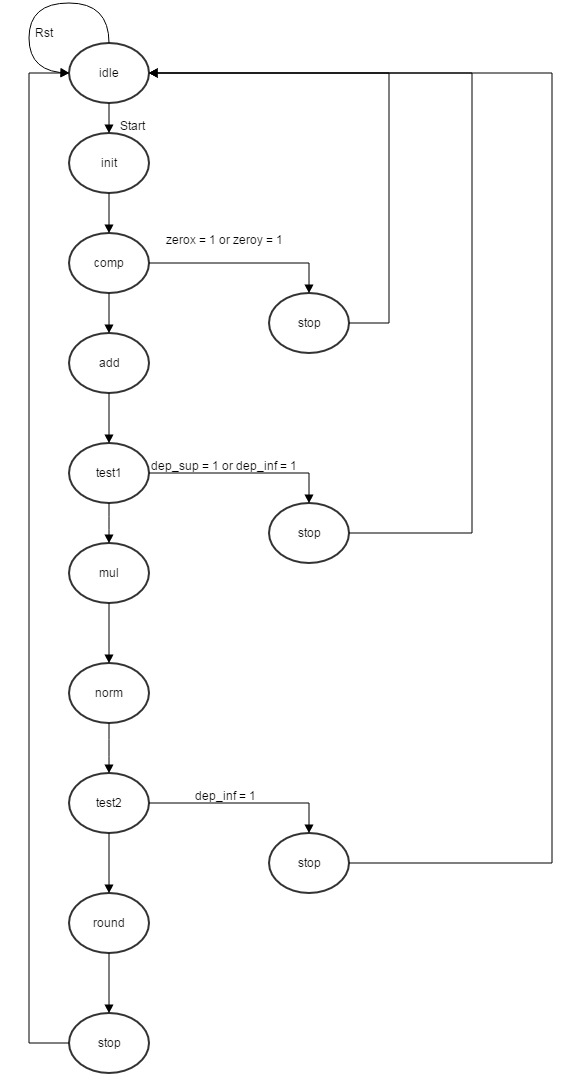 Rst
idle
Start
init
zerox = 1 or zeroy = 1
comp
stop
add
dep_sup = 1 or dep_inf = 1
test1
stop
mul
norm
dep_inf = 1
test2
stop
round
stop